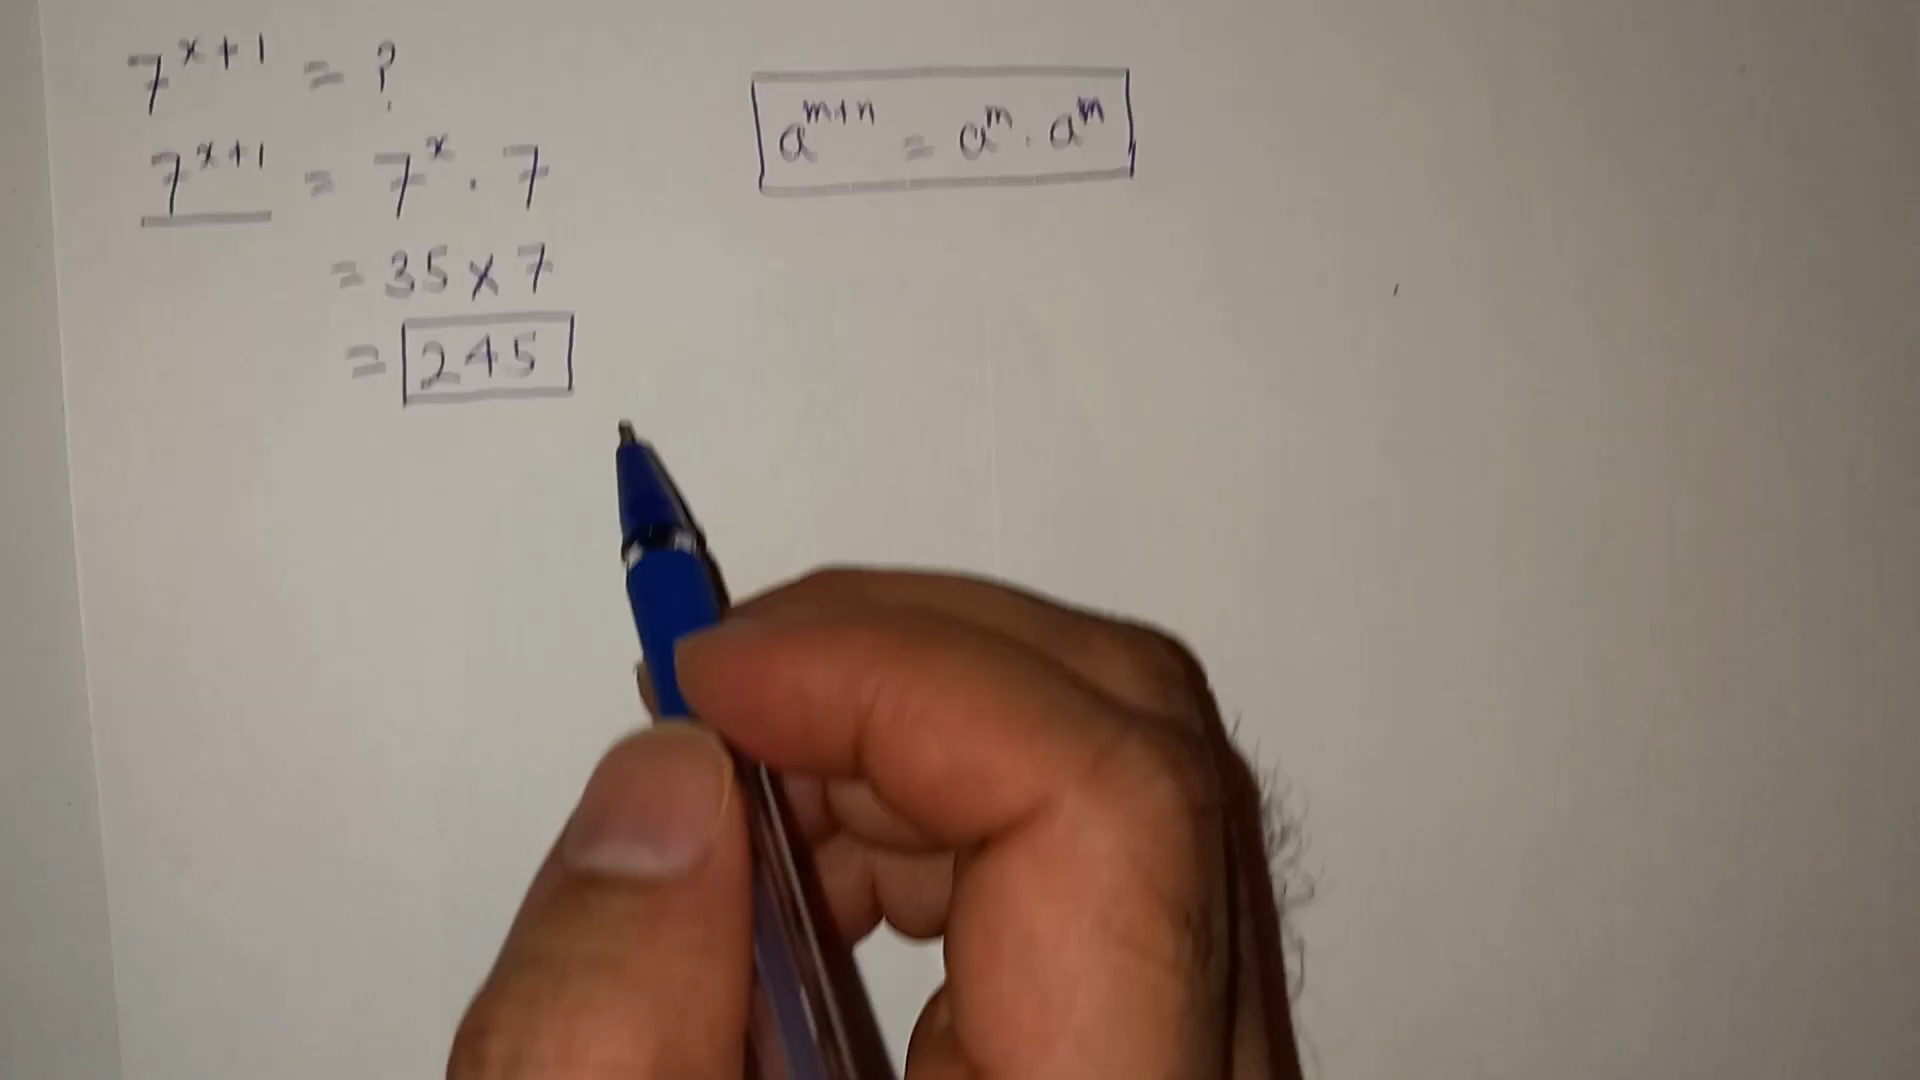 7^{x+1} = ?
7^{x+1} = 7^x . 7
= 35 x 7
= 245
a^{m+n} = a^m . a^m